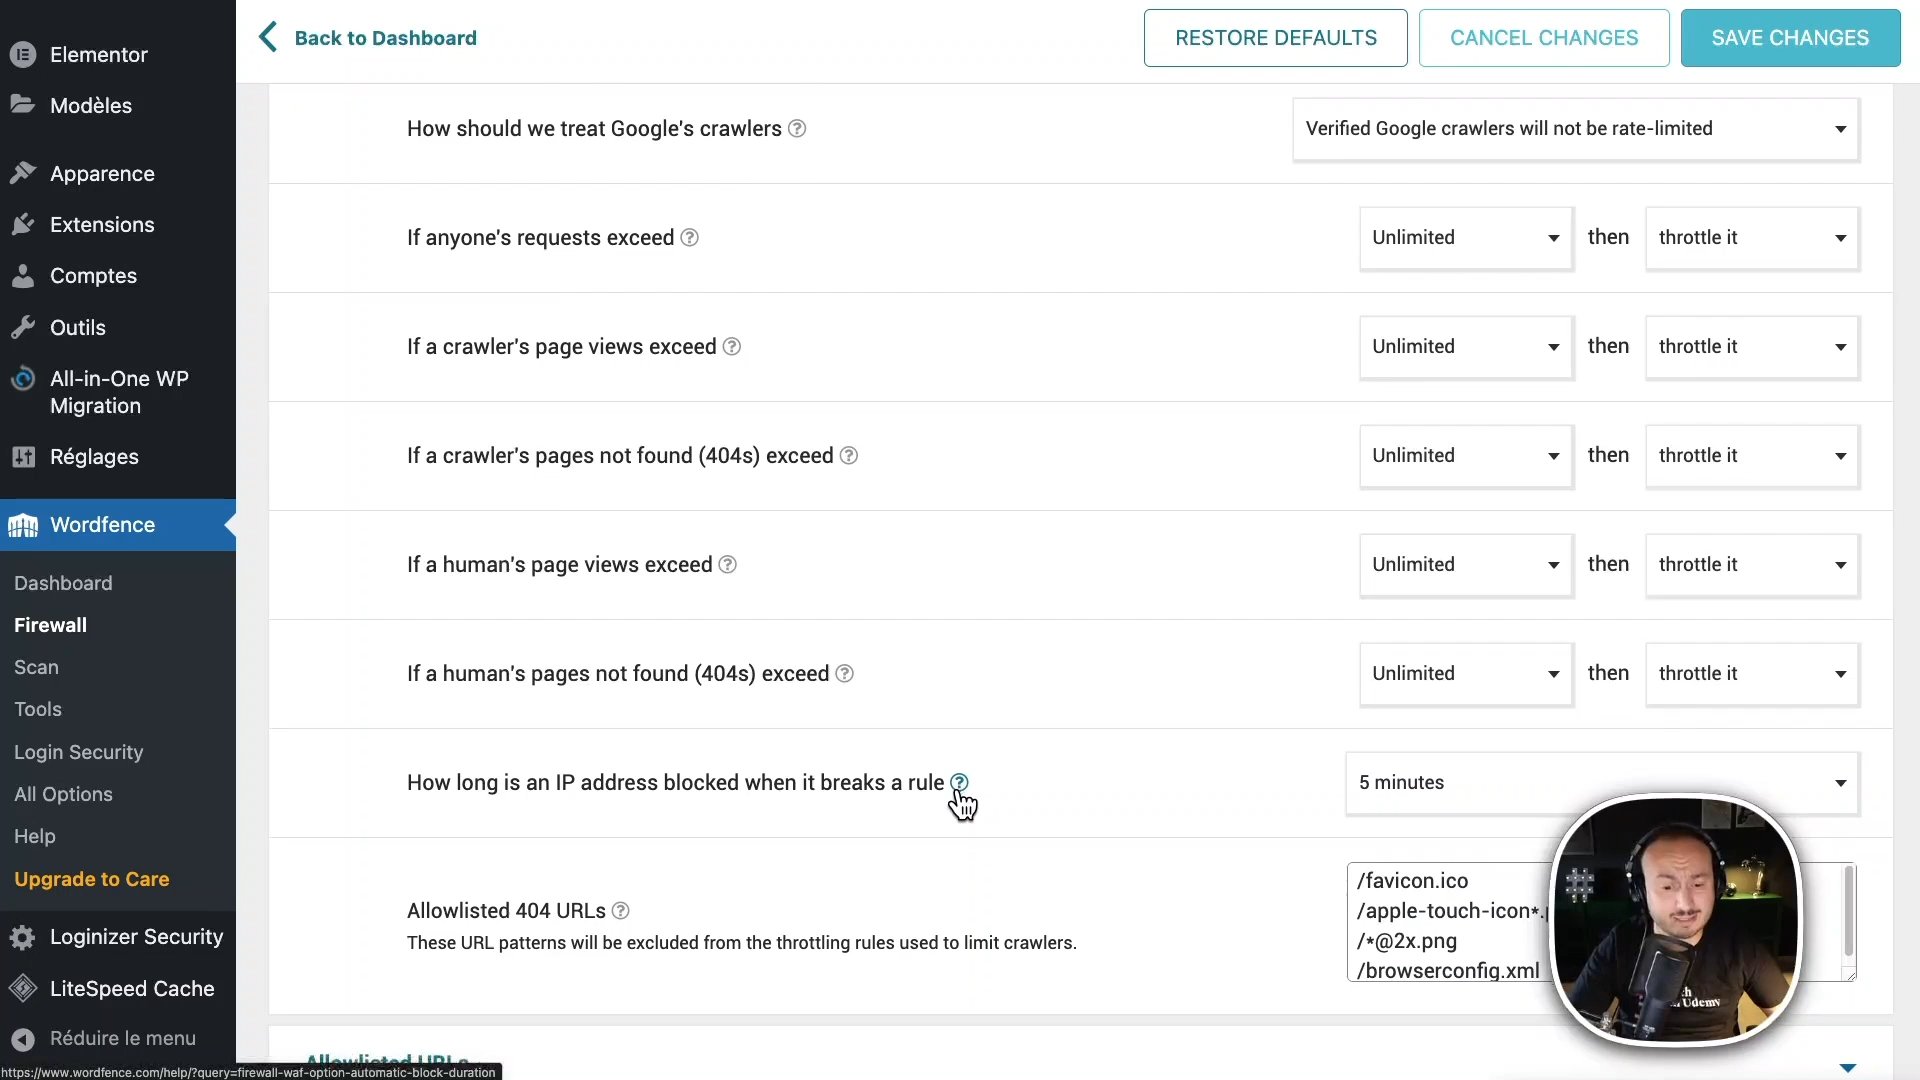 Elementor
Modèles
Apparence
Extensions
Comptes
Outils
All-in-One WP
Migration
Réglages
Wordfence
Dashboard
Firewall
Scan
Tools
Login Security
All Options
Help
Upgrade to Care
Loginizer Security
LiteSpeed Cache
Réduire le menu
Back to Dashboard
RESTORE DEFAULTS
CANCEL CHANGES
SAVE CHANGES
How should we treat Google's crawlers
Verified Google crawlers will not be rate-limited
If anyone's requests exceed
Unlimited then throttle it
If a crawler's page views exceed
Unlimited then throttle it
If a crawler's pages not found (404s) exceed
Unlimited then throttle it
If a human's page views exceed
Unlimited then throttle it
If a human's pages not found (404s) exceed
Unlimited then throttle it
How long is an IP address blocked when it breaks a rule
5 minutes
Allowlisted 404 URLs
These URL patterns will be excluded from the throttling rules used to limit crawlers.
/favicon.ico
/apple-touch-icon*.
/*@2x.png
/browserconfig.xml
Udemy
Allowlisted URLs
https://www.wordfence.com/help/?query=firewall-waf-option-automatic-block-duration